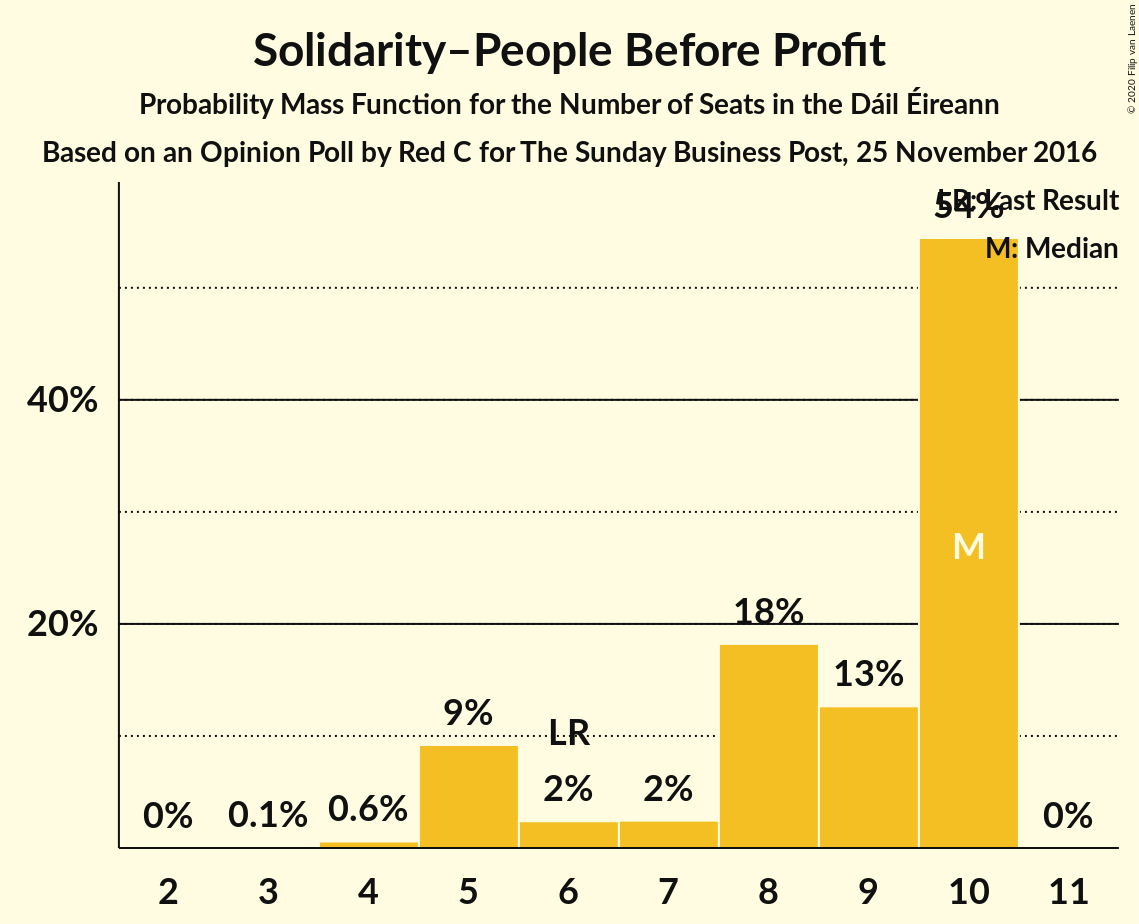 Solidarity–People Before Profit
Probability Mass Function for the Number of Seats in the Dáil Éireann
Based on an Opinion Poll by Red C for The Sunday Business Post, 25 November 2016
© 2020 Filip van Laenen
LR: Last Result
M: Median
54%
40%
M
20%
18%
13%
9%
LR
2%
2%
0.6%
0.1%
0%
0%
2 3 4 5 6 7 8 9 10 11